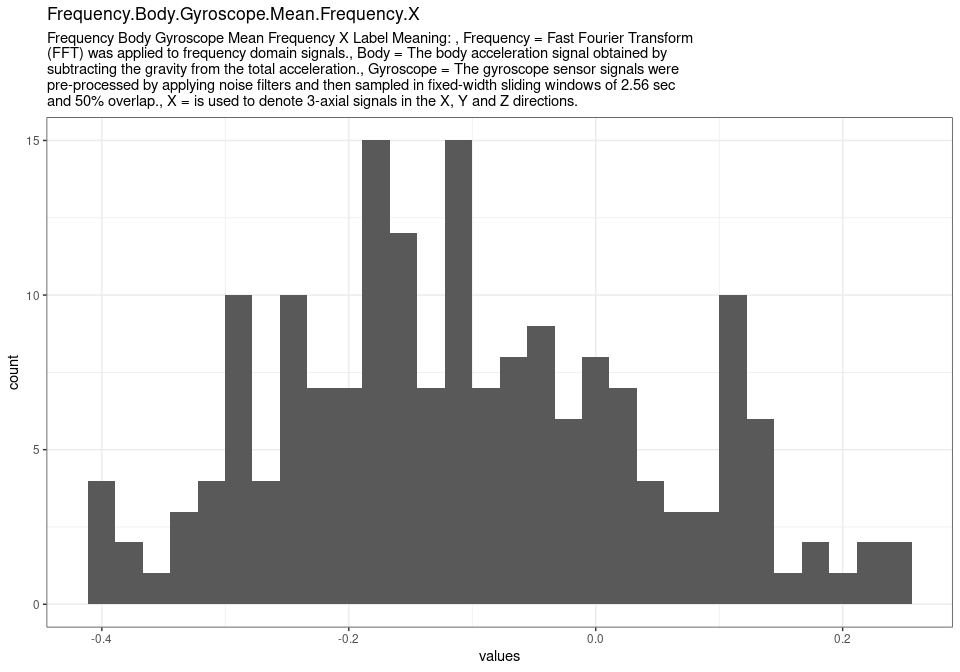 Frequency.Body.Gyroscope.Mean.Frequency.X
Frequency Body Gyroscope Mean Frequency X Label Meaning: , Frequency = Fast Fourier Transform
(FFT) was applied to frequency domain signals., Body = The body acceleration signal obtained by
subtracting the gravity from the total acceleration., Gyroscope = The gyroscope sensor signals were
pre-processed by applying noise filters and then sampled in fixed-width sliding windows of 2.56 sec
and 50% overlap., X = is used to denote 3-axial signals in the X, Y and Z directions.
15
10
5
0
count
-0.4
-0.2
0.0
0.2
values